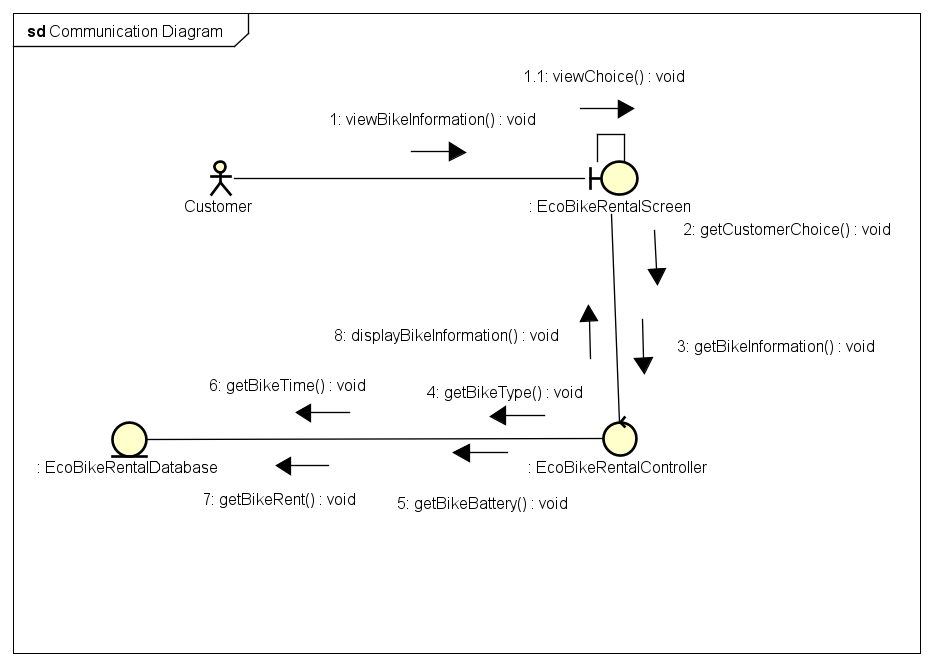 sd Communication Diagram
1.1: viewChoice() : void
1: viewBikeInformation() : void
Customer
: EcoBikeRentalScreen
2: getCustomerChoice() : void
8: displayBikeInformation() : void
3: getBikeInformation() : void
6: getBikeTime() : void
4: getBikeType() : void
: EcoBikeRentalDatabase
: EcoBikeRentalController
7: getBikeRent() : void
5: getBikeBattery() : void